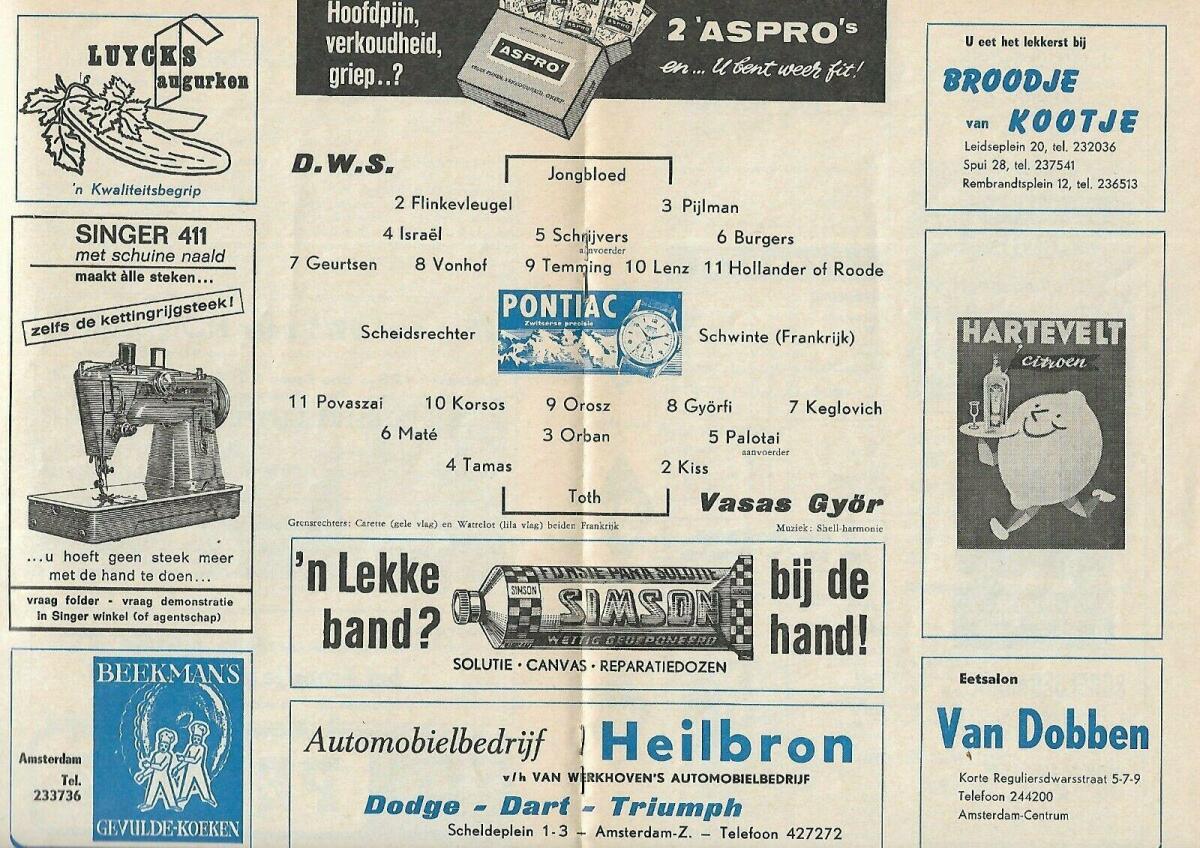 LUYCKS
's
augurken
'n Kwaliteitsbegrip
SINGER 411
met schuine naald
maakt àlle steken...
zelfs de kettingrijgsteek!
...u hoeft geen steek meer
met de hand te doen...
vraag folder - vraag demonstratie
in Singer winkel (of agentschap)
BEEKMAN'S
Amsterdam
Tel.
233736
GEVULDE-KOEKEN
Hoofdpijn,
verkoudheid,
griep..?
'ASPRO'
2 'ASPRO's
en... U bent weer fit!
D.W.S.
Jongbloed
2 Flinkevleugel 3 Pijlman
4 Israël 5 Schrijvers 6 Burgers
aanvoerder
7 Geurtsen 8 Vonhof 9 Temming 10 Lenz 11 Hollander of Roode
PONTIAC
Zwitserse precisie
Scheidsrechter Schwinte (Frankrijk)
11 Povaszai 10 Korsos 9 Orosz 8 Györfi 7 Keglovich
6 Maté 3 Orban 5 Palotai
aanvoerder
4 Tamas 2 Kiss
Toth
Vasas Györ
Grensrechters: Carette (gele vlag) en Wattelot (lila vlag) beiden Frankrijk
Muziek: Shell-harmonie
'n Lekke
band?
SIMSON
FIJNSTE PARA SOLUTIE
SIMSON
WETTIG GEDEPONEERD
bij de
hand!
SOLUTIE • CANVAS • REPARATIEDOZEN
Automobielbedrijf Heilbron
v/h VAN WERKHOVEN'S AUTOMOBIELBEDRIJF
Dodge - Dart - Triumph
Scheldeplein 1-3 – Amsterdam-Z. – Telefoon 427272
U eet het lekkerst bij
BROODJE
van KOOTJE
Leidseplein 20, tel. 232036
Spui 28, tel. 237541
Rembrandtsplein 12, tel. 236513
HARTEVELT
'citroen
Eetsalon
Van Dobben
Korte Reguliersdwarsstraat 5-7-9
Telefoon 244200
Amsterdam-Centrum